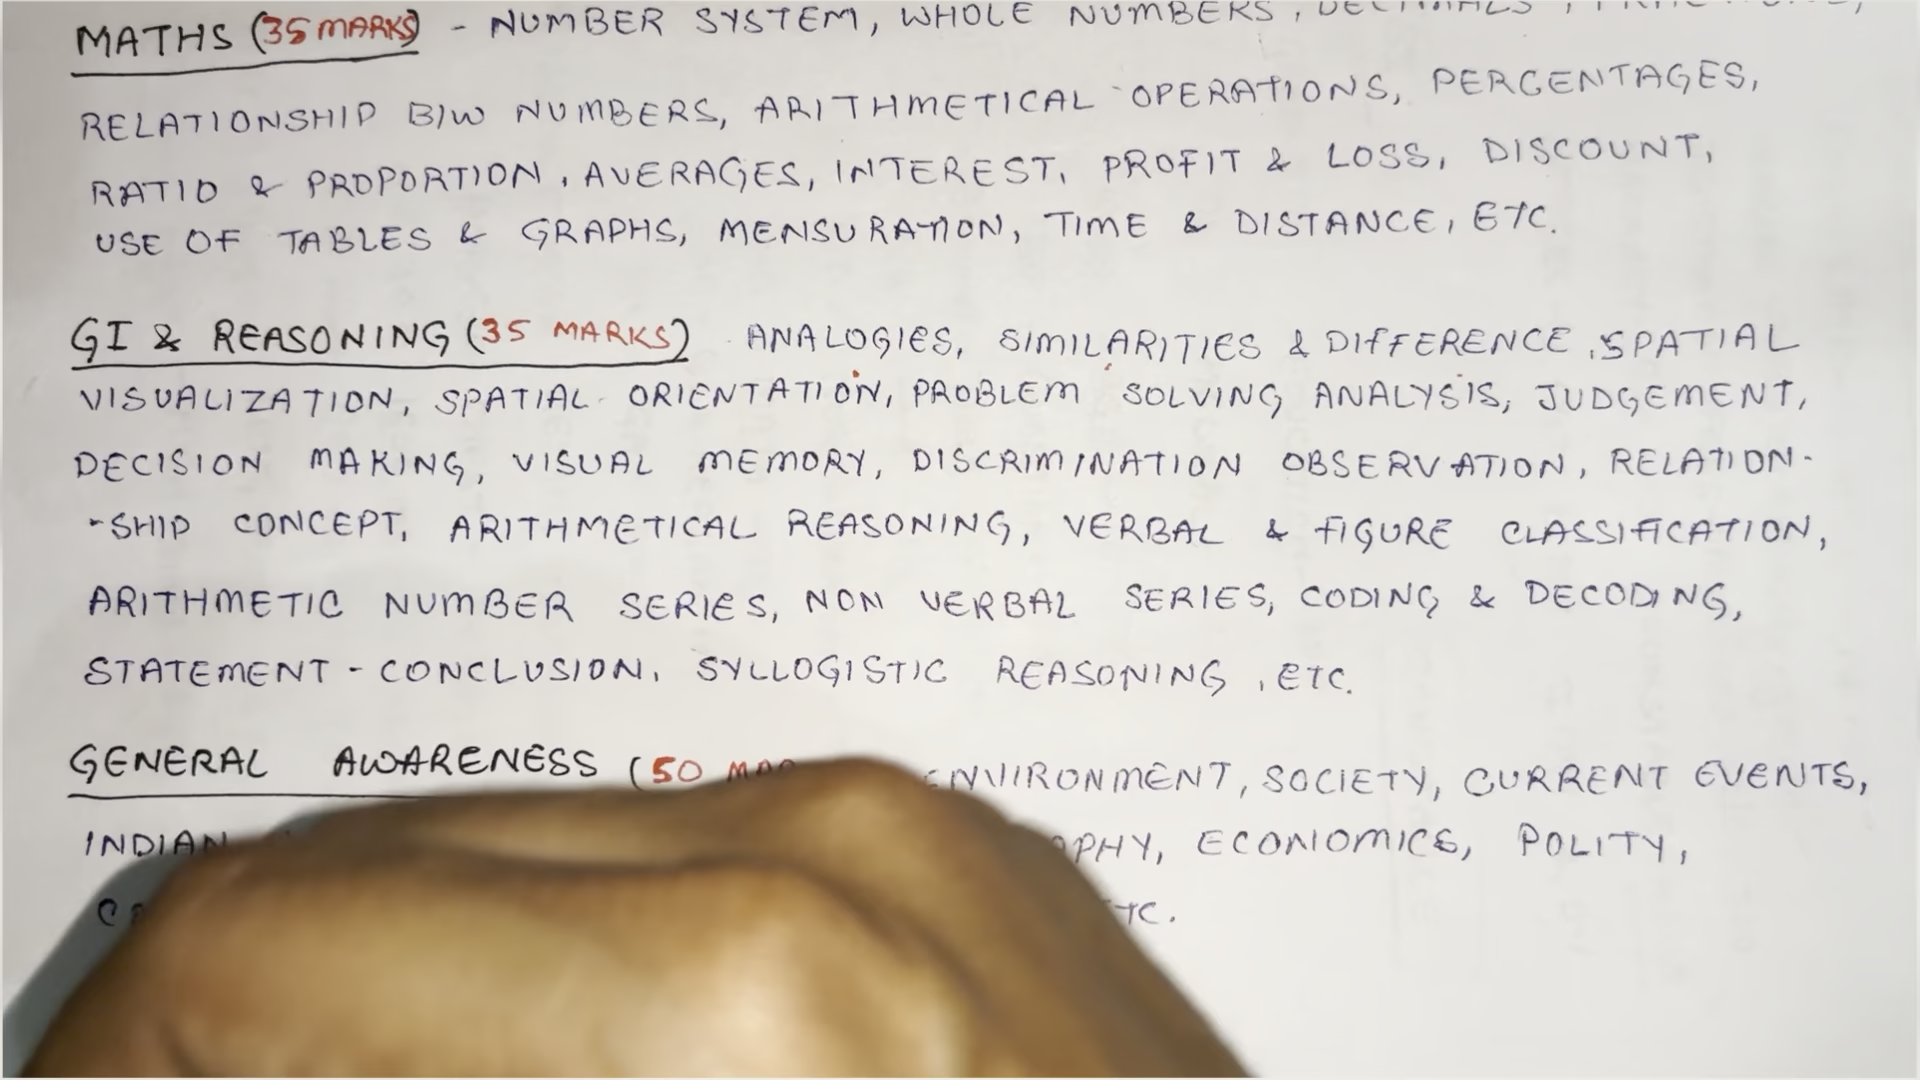 MATHS (35 MARKS) - NUMBER SYSTEM, WHOLE NUMBERS,
RELATIONSHIP B/W NUMBERS, ARITHMETICAL OPERATIONS, PERCENTAGES,
RATIO & PROPORTION, AVERAGES, INTEREST, PROFIT & LOSS, DISCOUNT,
USE OF TABLES & GRAPHS, MENSURATION, TIME & DISTANCE, ETC.
GI & REASONING (35 MARKS) ANALOGIES, SIMILARITIES & DIFFERENCE, SPATIAL
VISUALIZATION, SPATIAL ORIENTATION, PROBLEM SOLVING ANALYSIS, JUDGEMENT,
DECISION MAKING, VISUAL MEMORY, DISCRIMINATION OBSERVATION, RELATION-
-SHIP CONCEPT, ARITHMETICAL REASONING, VERBAL & FIGURE CLASSIFICATION,
ARITHMETIC NUMBER SERIES, NON VERBAL SERIES, CODING & DECODING,
STATEMENT - CONCLUSION, SYLLOGISTIC REASONING, ETC.
GENERAL AWARENESS (50 ENVIRONMENT, SOCIETY, CURRENT EVENTS,
INDIAN ECONIOMICS, POLITY,